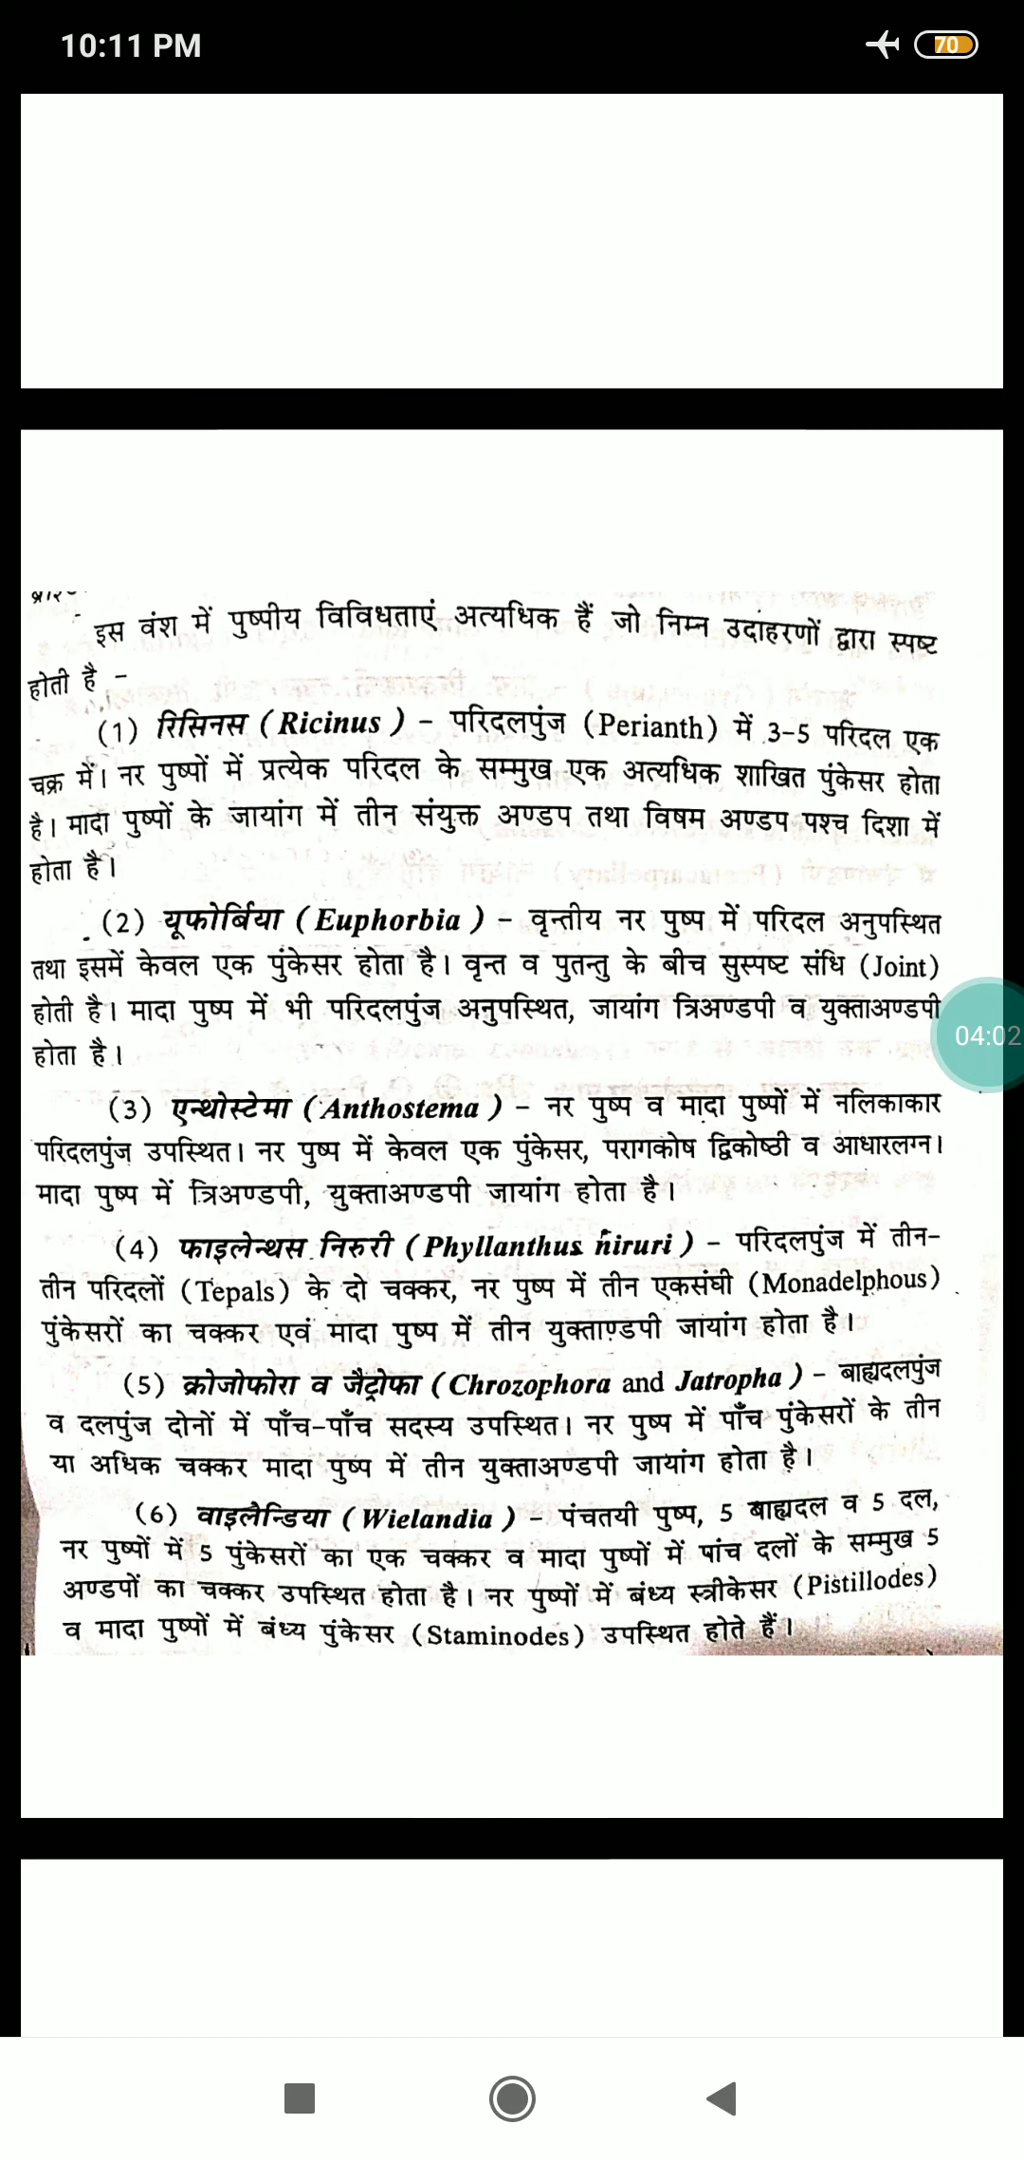 10:11 PM
70
इस वंश में पुष्पीय विविधताएं अत्यधिक हैं जो निम्न उदाहरणों द्वारा स्पष्ट
होती है -
(1) रिसिनस (Ricinus) - परिदलपुंज (Perianth) में 3-5 परिदल एक
चक्र में। नर पुष्पों में प्रत्येक परिदल के सम्मुख एक अत्यधिक शाखित पुंकेसर होता
है। मादा पुष्पों के जायांग में तीन संयुक्त अण्डप तथा विषम अण्डप पश्च दिशा में
होता है।
(2) यूफोर्बिया (Euphorbia) - वृन्तीय नर पुष्प में परिदल अनुपस्थित
तथा इसमें केवल एक पुंकेसर होता है। वृन्त व पुतन्तु के बीच सुस्पष्ट संधि (Joint)
होती है। मादा पुष्प में भी परिदलपुंज अनुपस्थित, जायांग त्रिअण्डपी व युक्ताअण्डपी
होता है।
04:02
(3) एन्थोस्टेमा (Anthostema) - नर पुष्प व मादा पुष्पों में नलिकाकार
परिदलपुंज उपस्थित। नर पुष्प में केवल एक पुंकेसर, परागकोष द्विकोष्ठी व आधारलग्न।
मादा पुष्प में त्रिअण्डपी, युक्ताअण्डपी जायांग होता है।
(4) फाइलेन्थस निरुरी (Phyllanthus niruri) - परिदलपुंज में तीन-
तीन परिदलों (Tepals) के दो चक्कर, नर पुष्प में तीन एकसंघी (Monadelphous)
पुंकेसरों का चक्कर एवं मादा पुष्प में तीन युक्ताण्डपी जायांग होता है।
(5) क्रोजोफोरा व जैट्रोफा (Chrozophora and Jatropha) - बाह्यदलपुंज
व दलपुंज दोनों में पाँच-पाँच सदस्य उपस्थित। नर पुष्प में पाँच पुंकेसरों के तीन
या अधिक चक्कर मादा पुष्प में तीन युक्ताअण्डपी जायांग होता है।
(6) वाइलैन्डिया (Wielandia) - पंचतयी पुष्प, 5 बाह्यदल व 5 दल,
नर पुष्पों में 5 पुंकेसरों का एक चक्कर व मादा पुष्पों में पांच दलों के सम्मुख 5
अण्डपों का चक्कर उपस्थित होता है। नर पुष्पों में बंध्य स्त्रीकेसर (Pistillodes)
व मादा पुष्पों में बंध्य पुंकेसर (Staminodes) उपस्थित होते हैं।